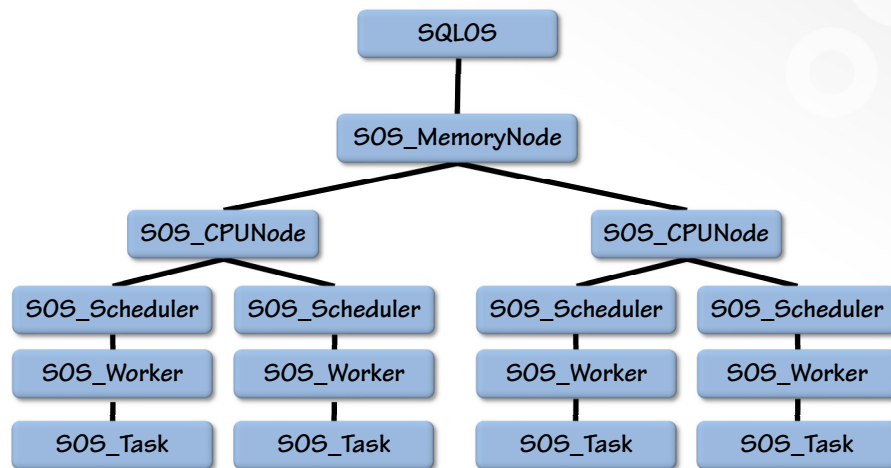 SQLOS
SOS_MemoryNode
SOS_CPUNode
SOS_CPUNode
SOS_Scheduler
SOS_Scheduler
SOS_Scheduler
SOS_Scheduler
SOS_Worker
SOS_Worker
SOS_Worker
SOS_Worker
SOS_Task
SOS_Task
SOS_Task
SOS_Task